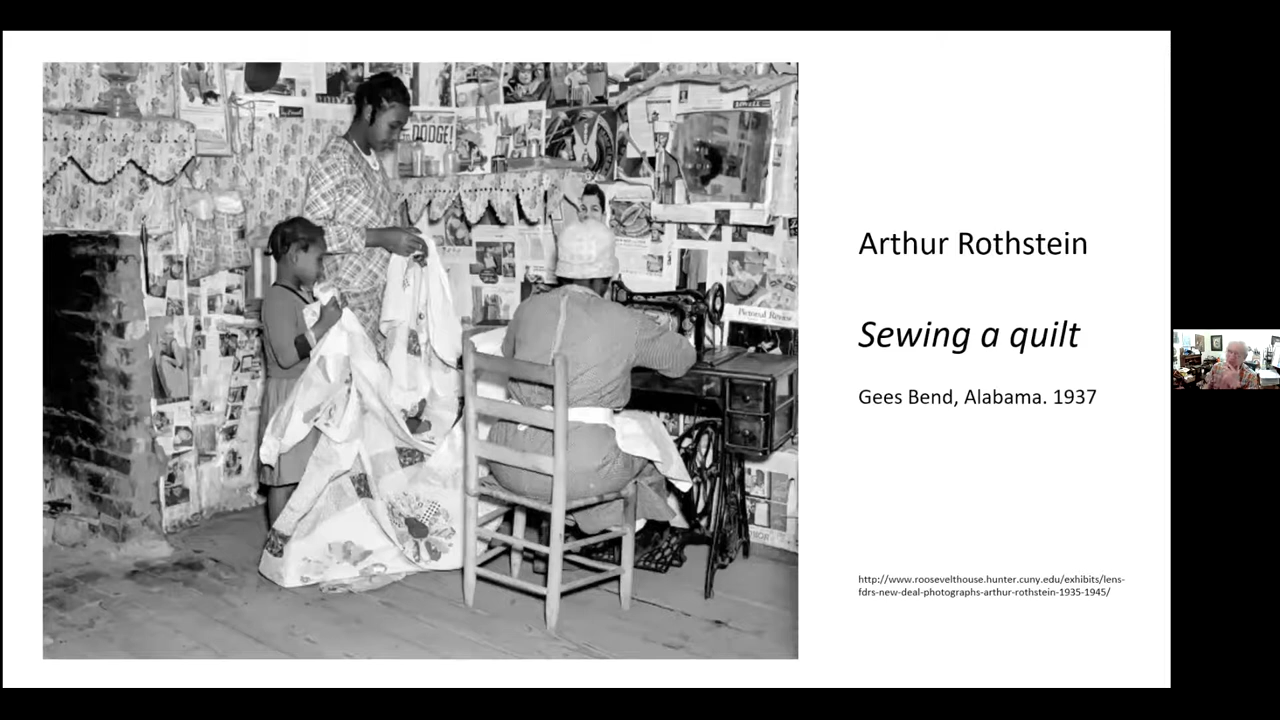 DODGE!
Pictorial Review
Arthur Rothstein
Sewing a quilt
Gees Bend, Alabama. 1937
http://www.roosevelthouse.hunter.cuny.edu/exhibits/lens-
fdrs-new-deal-photographs-arthur-rothstein-1935-1945/